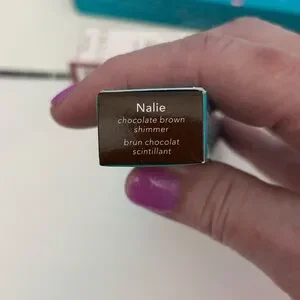 Nalie
chocolate brown
shimmer
brun chocolat
scintillant